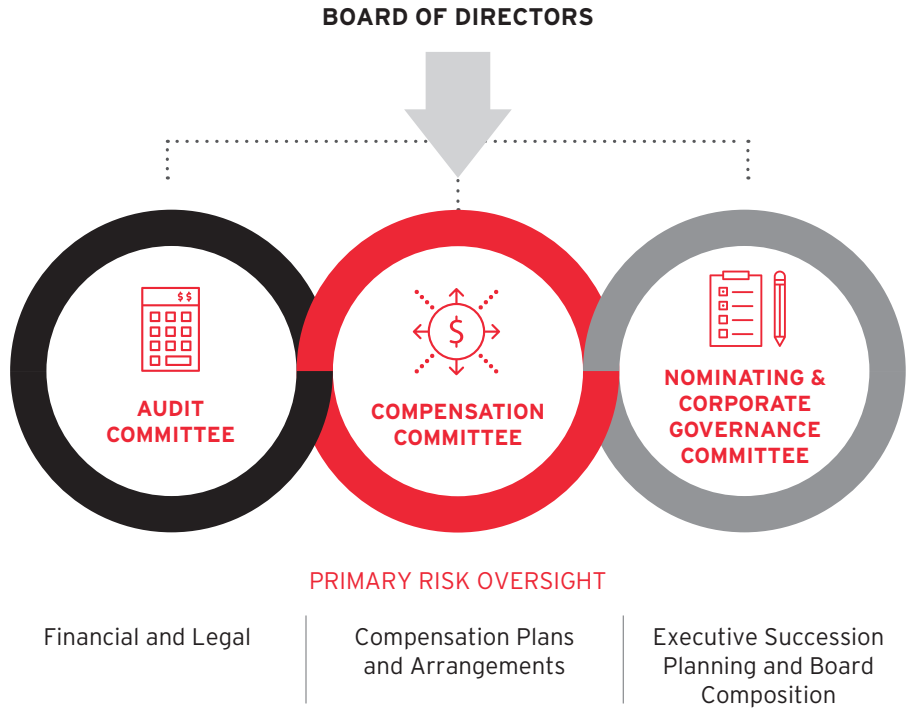 BOARD OF DIRECTORS
$$
AUDIT
COMMITTEE
$
COMPENSATION
COMMITTEE
NOMINATING &
CORPORATE
GOVERNANCE
COMMITTEE
PRIMARY RISK OVERSIGHT
Financial and Legal
Compensation Plans
and Arrangements
Executive Succession
Planning and Board
Composition